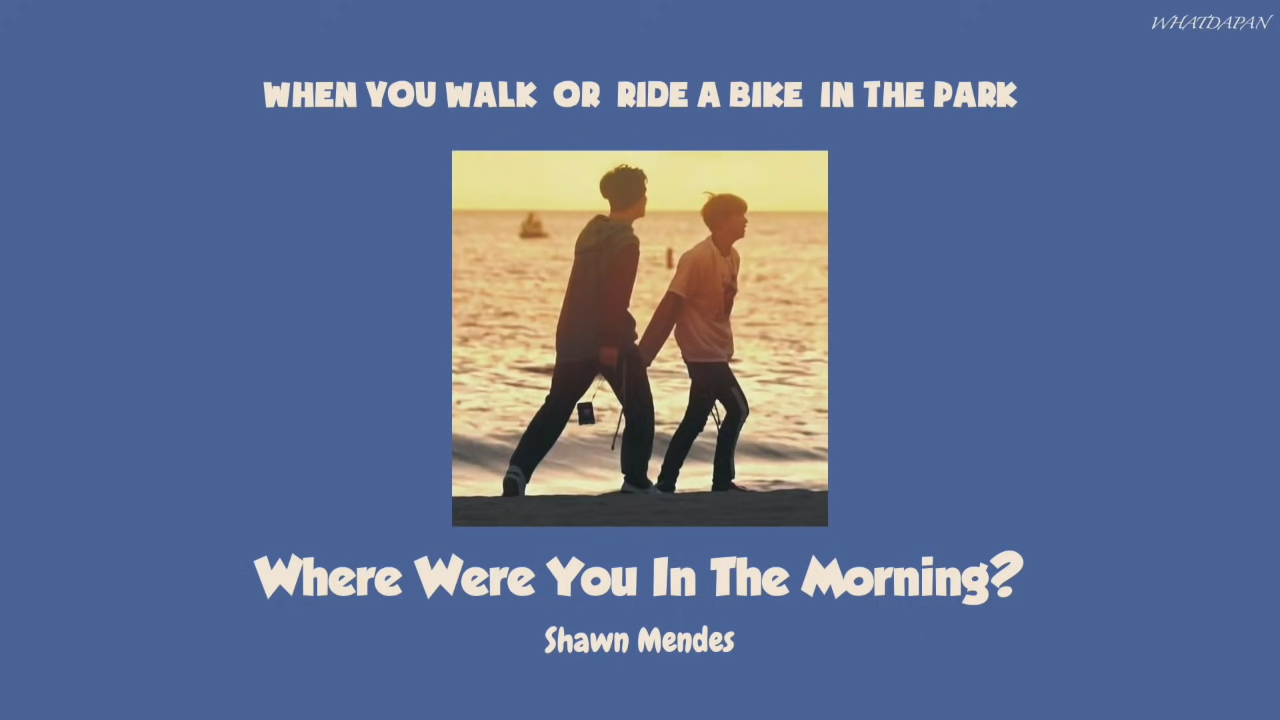 WHATDAPAN
WHEN YOU WALK OR RIDE A BIKE IN THE PARK
Where Were You In The Morning?
Shawn Mendes